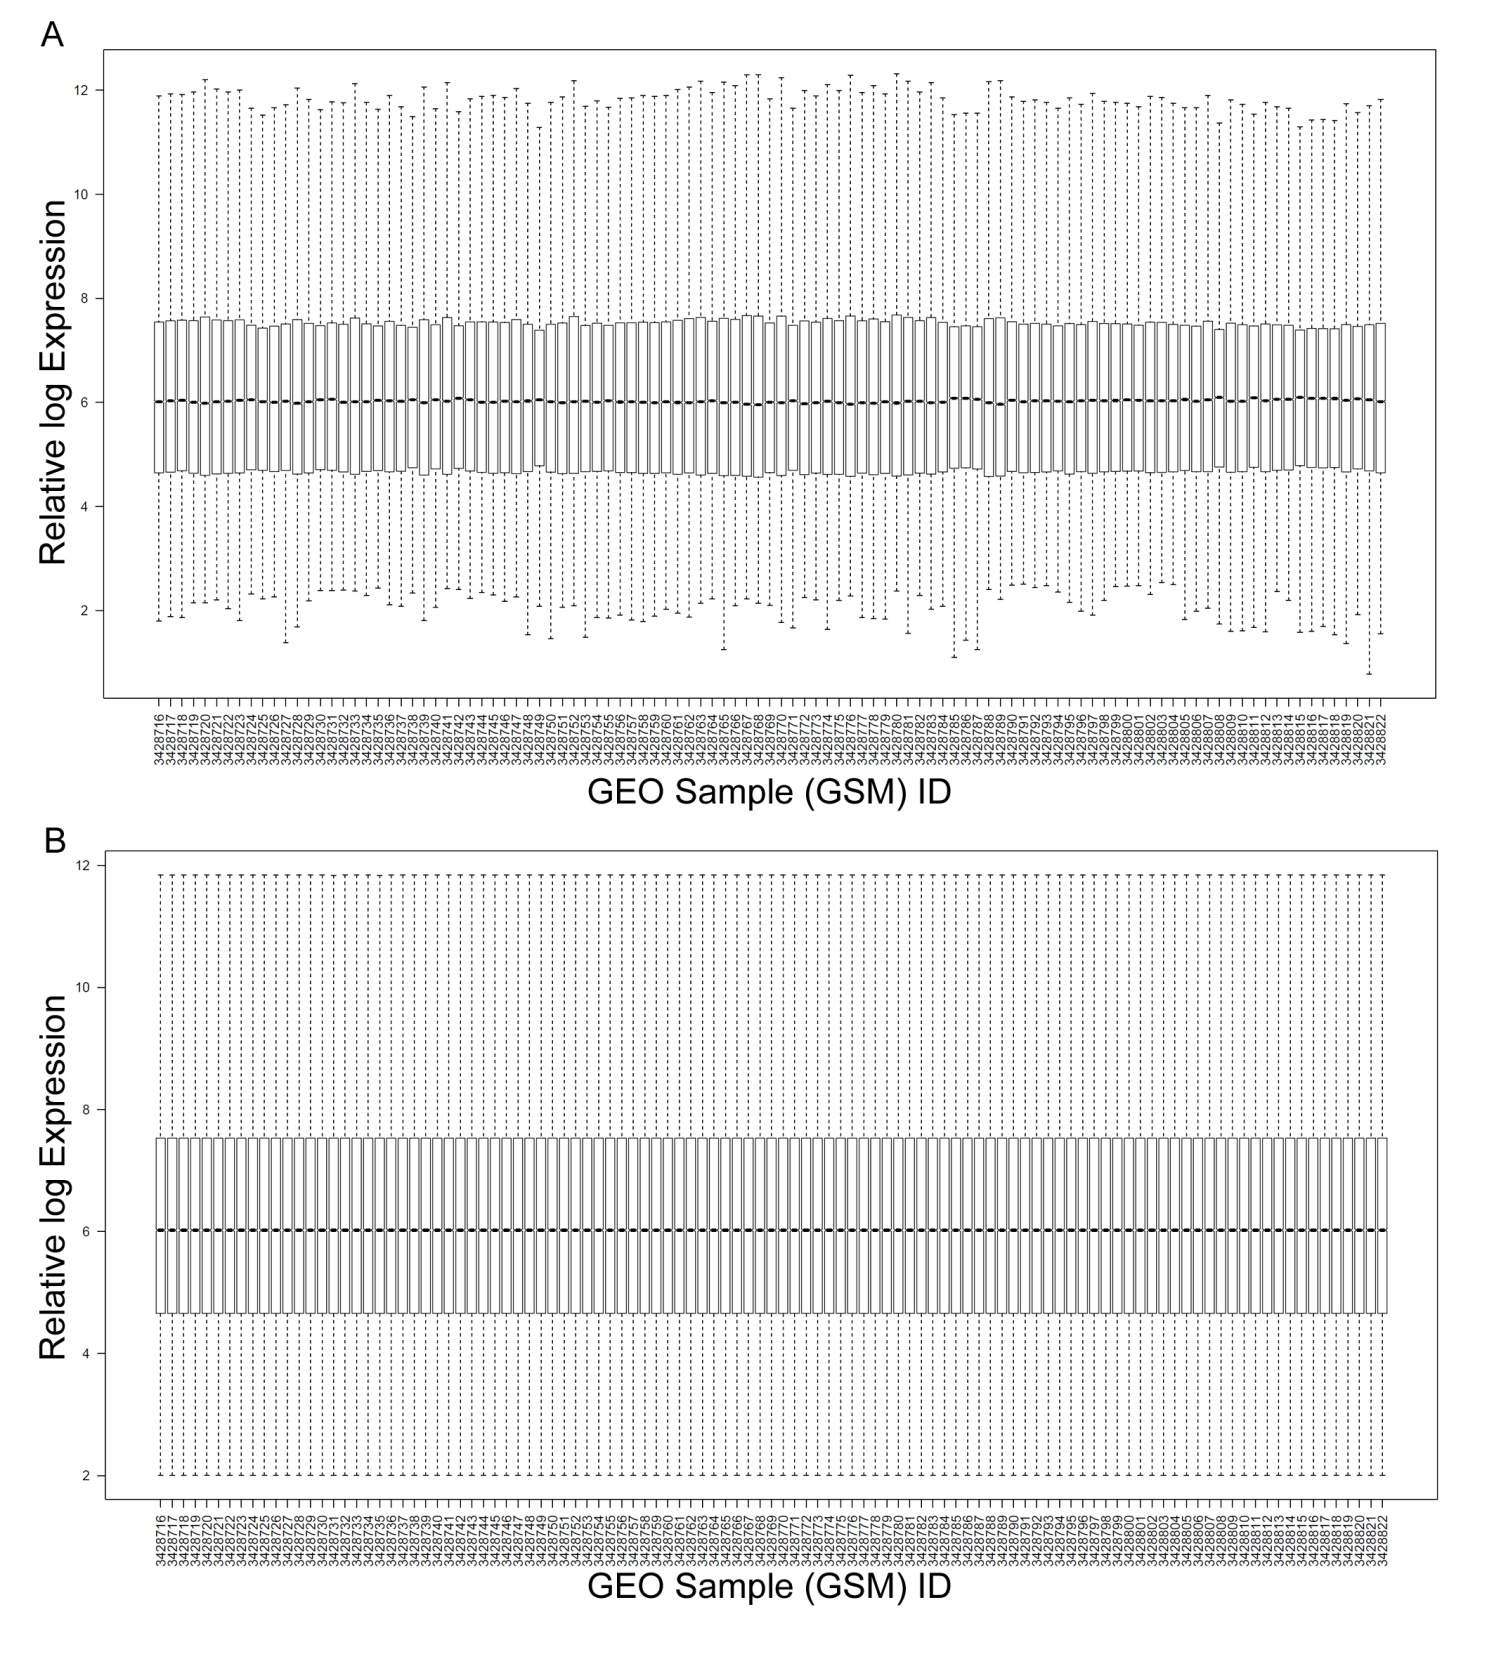 A
Relative log Expression
12
10
8
6
4
2
3428716 3428717 3428718 3428719 3428720 3428721 3428722 3428723 3428724 3428725 3428726 3428727 3428728 3428729 3428730 3428731 3428732 3428733 3428734 3428735 3428736 3428737 3428738 3428739 3428740 3428741 3428742 3428743 3428744 3428745 3428746 3428747 3428748 3428749 3428750 3428751 3428752 3428753 3428754 3428755 3428756 3428757 3428758 3428759 3428760 3428761 3428762 3428763 3428764 3428765 3428766 3428767 3428768 3428769 3428770 3428771 3428772 3428773 3428774 3428775 3428776 3428777 3428778 3428779 3428780 3428781 3428782 3428783 3428784 3428785 3428786 3428787 3428788 3428789 3428790 3428791 3428792 3428793 3428794 3428795 3428796 3428797 3428798 3428799 3428800 3428801 3428802 3428803 3428804 3428805 3428806 3428807 3428808 3428809 3428810 3428811 3428812 3428813 3428814 3428815 3428816 3428817 3428818 3428819 3428820 3428821 3428822
GEO Sample (GSM) ID
B
Relative log Expression
12
10
8
6
4
2
3428716 3428717 3428718 3428719 3428720 3428721 3428722 3428723 3428724 3428725 3428726 3428727 3428728 3428729 3428730 3428731 3428732 3428733 3428734 3428735 3428736 3428737 3428738 3428739 3428740 3428741 3428742 3428743 3428744 3428745 3428746 3428747 3428748 3428749 3428750 3428751 3428752 3428753 3428754 3428755 3428756 3428757 3428758 3428759 3428760 3428761 3428762 3428763 3428764 3428765 3428766 3428767 3428768 3428769 3428770 3428771 3428772 3428773 3428774 3428775 3428776 3428777 3428778 3428779 3428780 3428781 3428782 3428783 3428784 3428785 3428786 3428787 3428788 3428789 3428790 3428791 3428792 3428793 3428794 3428795 3428796 3428797 3428798 3428799 3428800 3428801 3428802 3428803 3428804 3428805 3428806 3428807 3428808 3428809 3428810 3428811 3428812 3428813 3428814 3428815 3428816 3428817 3428818 3428819 3428820 3428821 3428822
GEO Sample (GSM) ID